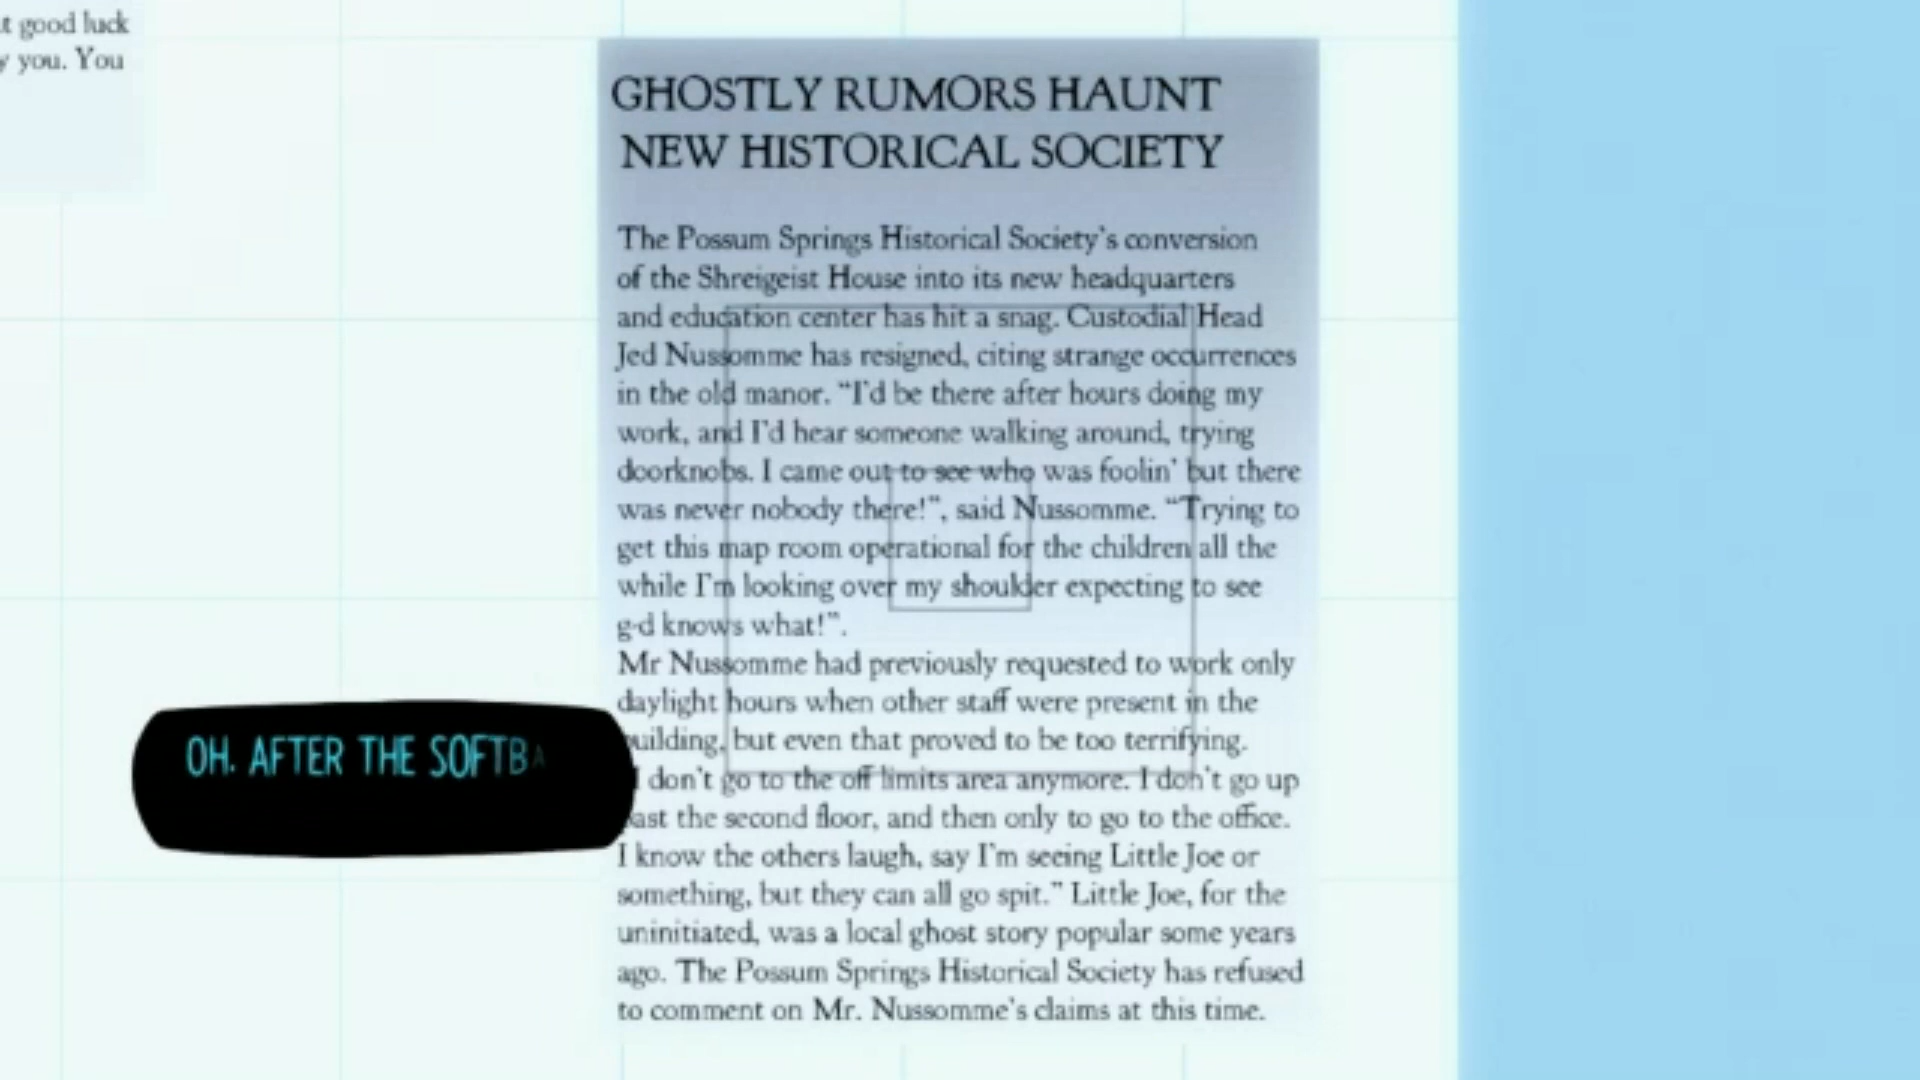 t good luck
y you. You
GHOSTLY RUMORS HAUNT
NEW HISTORICAL SOCIETY
The Possum Springs Historical Society's conversion
of the Shreigeist House into its new headquarters
and education center has hit a snag. Custodial Head
Jed Nussomme has resigned, citing strange occurrences
in the old manor. “I'd be there after hours doing my
work, and I'd hear someone walking around, trying
doorknobs. I came out to see who was foolin' but there
was never nobody there!”, said Nussomme. “Trying to
get this map room operational for the children all the
while I'm looking over my shoulder expecting to see
g-d knows what!”.
Mr Nussomme had previously requested to work only
daylight hours when other staff were present in the
uilding, but even that proved to be too terrifying.
I don't go to the off limits area anymore. I don't go up
ast the second floor, and then only to go to the office.
I know the others laugh, say I'm seeing Little Joe or
something, but they can all go spit.” Little Joe, for the
uninitiated, was a local ghost story popular some years
ago. The Possum Springs Historical Society has refused
to comment on Mr. Nussomme's claims at this time.
OH. AFTER THE SOFTBA